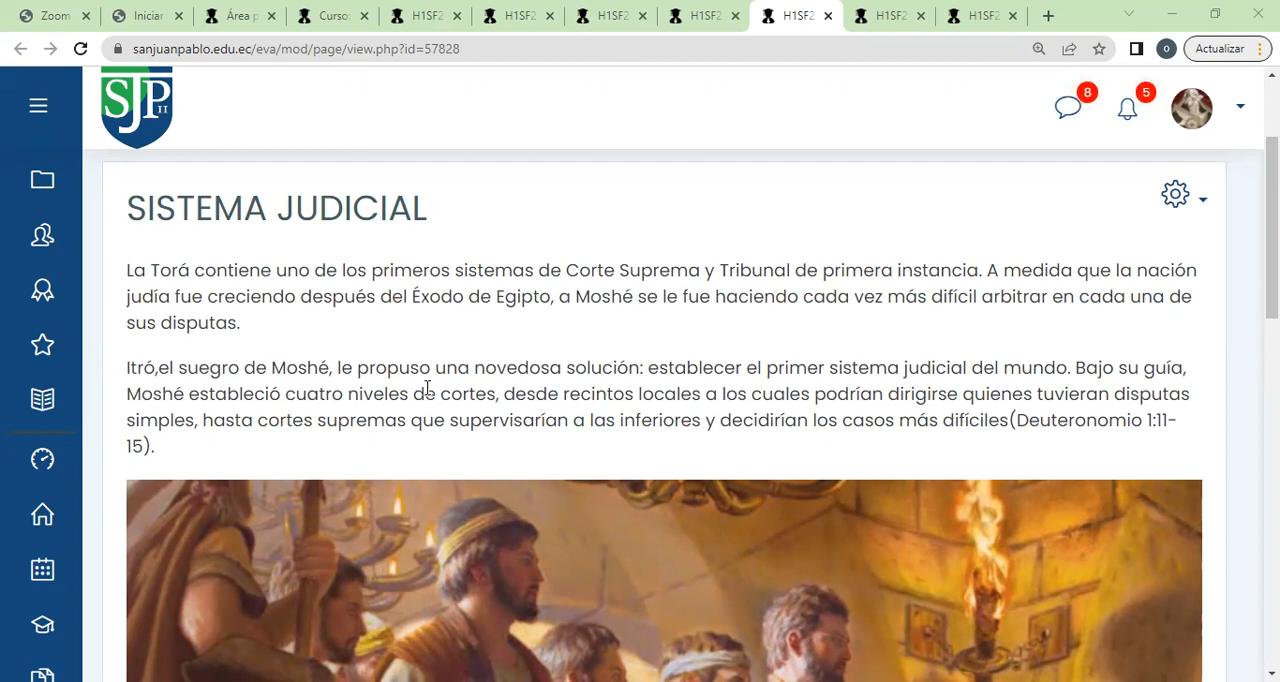 Zoom
Iniciar
Área p
Curso:
H1SF2
H1SF2
H1SF2
H1SF2
H1SF2
H1SF2
H1SF2
sanjuanpablo.edu.ec/eva/mod/page/view.php?id=57828
o
Actualizar
SJP II
8
5
SISTEMA JUDICIAL
La Torá contiene uno de los primeros sistemas de Corte Suprema y Tribunal de primera instancia. A medida que la nación
judía fue creciendo después del Éxodo de Egipto, a Moshé se le fue haciendo cada vez más difícil arbitrar en cada una de
sus disputas.
Itró,el suegro de Moshé, le propuso una novedosa solución: establecer el primer sistema judicial del mundo. Bajo su guía,
Moshé estableció cuatro niveles de cortes, desde recintos locales a los cuales podrían dirigirse quienes tuvieran disputas
simples, hasta cortes supremas que supervisarían a las inferiores y decidirían los casos más difíciles(Deuteronomio 1:11-
15).